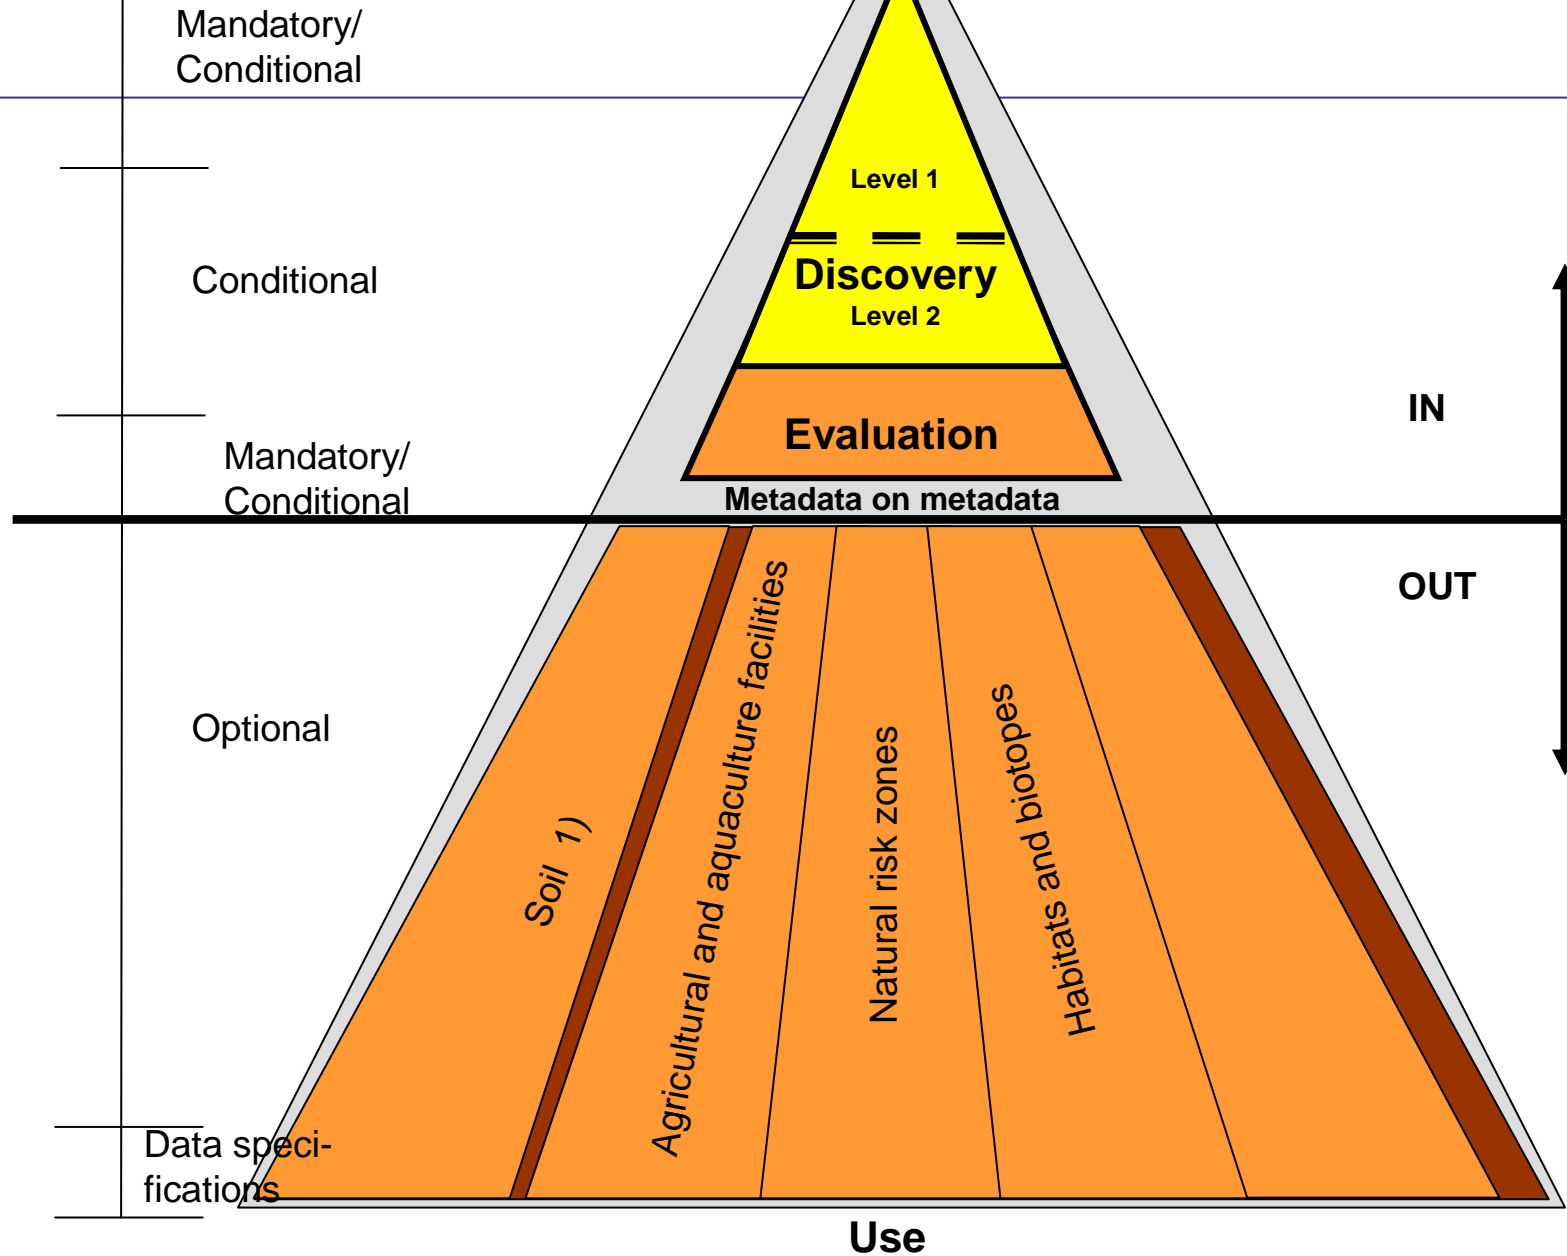 Mandatory/
Conditional
Level 1
Discovery
Level 2
Conditional
IN
Evaluation
Mandatory/
Conditional
Metadata on metadata
OUT
Optional
Soil 1)
Agricultural and aquaculture facilities
Natural risk zones
Habitats and biotopes
Data speci-
fications
Use